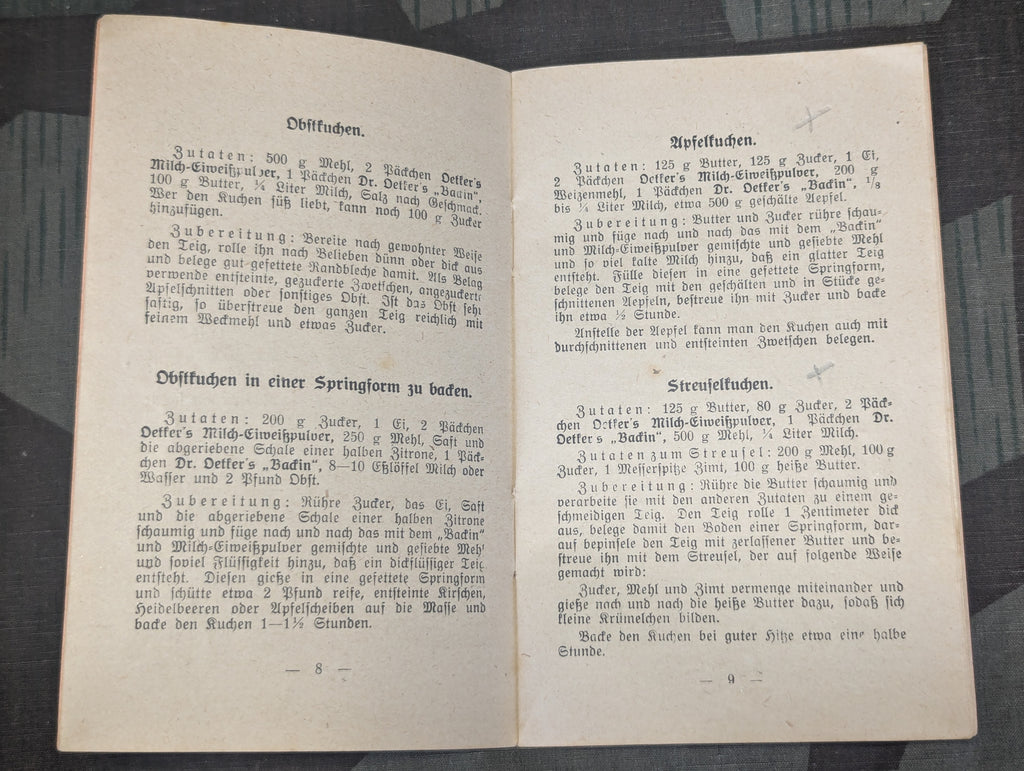 Obstkuchen.
Zutaten: 500 g Mehl, 2 Päckchen Oetker's
Milch-Eiweißpulver, 1 Päckchen Dr. Oetker's „Backin“,
100 g Butter, ¼ Liter Milch, Salz nach Geschmack.
Wer den Kuchen süß liebt, kann noch 100 g Zucker
hinzufügen.
Zubereitung: Bereite nach gewohnter Weise
den Teig, rolle ihn nach Belieben dünn oder dick aus
und belege gut gefettete Randbleche damit. Als Belag
verwende entsteinte, gezuckerte Zwetschen, angezuckerte
Apfelschnitten oder sonstiges Obst. Ist das Obst sehr
saftig, so überstreue den ganzen Teig reichlich mit
feinem Weckmehl und etwas Zucker.
Obstkuchen in einer Springform zu backen.
Zutaten: 200 g Zucker, 1 Ei, 2 Päckchen
Oetker's Milch-Eiweißpulver, 250 g Mehl, Saft und
die abgeriebene Schale einer halben Zitrone, 1 Päck-
chen Dr. Oetker's „Backin“, 8—10 Eßlöffel Milch oder
Wasser und 2 Pfund Obst.
Zubereitung: Rühre Zucker, das Ei, Saft
und die abgeriebene Schale einer halben Zitrone
schaumig und füge nach und nach das mit dem „Backin“
und Milch-Eiweißpulver gemischte und gesiebte Mehl
und soviel Flüssigkeit hinzu, daß ein dickflüssiger Teig
entsteht. Diesen gieße in eine gefettete Springform
und schütte etwa 2 Pfund reife, entsteinte Kirschen,
Heidelbeeren oder Apfelscheiben auf die Masse und
backe den Kuchen 1—1½ Stunden.
— 8 —
Apfelkuchen.
Zutaten: 125 g Butter, 125 g Zucker, 1 Ei,
2 Päckchen Oetker's Milch-Eiweißpulver, 200 g
Weizenmehl, 1 Päckchen Dr. Oetker's „Backin“, ⅛
bis ¼ Liter Milch, etwa 500 g geschälte Aepfel.
Zubereitung: Butter und Zucker rühre schau-
mig und füge nach und nach das mit dem „Backin“
und Milch-Eiweißpulver gemischte und gesiebte Mehl
und so viel kalte Milch hinzu, daß ein glatter Teig
entsteht. Fülle diesen in eine gefettete Springform,
belege den Teig mit den geschälten und in Stücke ge-
schnittenen Aepfeln, bestreue ihn mit Zucker und backe
ihn etwa ½ Stunde.
Anstelle der Aepfel kann man den Kuchen auch mit
durchschnittenen und entsteinten Zwetschen belegen.
Streuselkuchen.
Zutaten: 125 g Butter, 80 g Zucker, 2 Päck-
chen Oetker's Milch-Eiweißpulver, 1 Päckchen Dr.
Oetker's „Backin“, 500 g Mehl, ¼ Liter Milch.
Zutaten zum Streusel: 200 g Mehl, 100 g
Zucker, 1 Messerspitze Zimt, 100 g heiße Butter.
Zubereitung: Rühre die Butter schaumig und
verarbeite sie mit den anderen Zutaten zu einem ge-
schmeidigen Teig. Den Teig rolle 1 Zentimeter dick
aus, belege damit den Boden einer Springform, dar-
auf bepinsele den Teig mit zerlassener Butter und be-
streue ihn mit dem Streusel, der auf folgende Weise
gemacht wird:
Zucker, Mehl und Zimt vermenge miteinander und
gieße nach und nach die heiße Butter dazu, sodaß sich
kleine Krümelchen bilden.
Backe den Kuchen bei guter Hitze etwa eine halbe
Stunde.
— 9 —